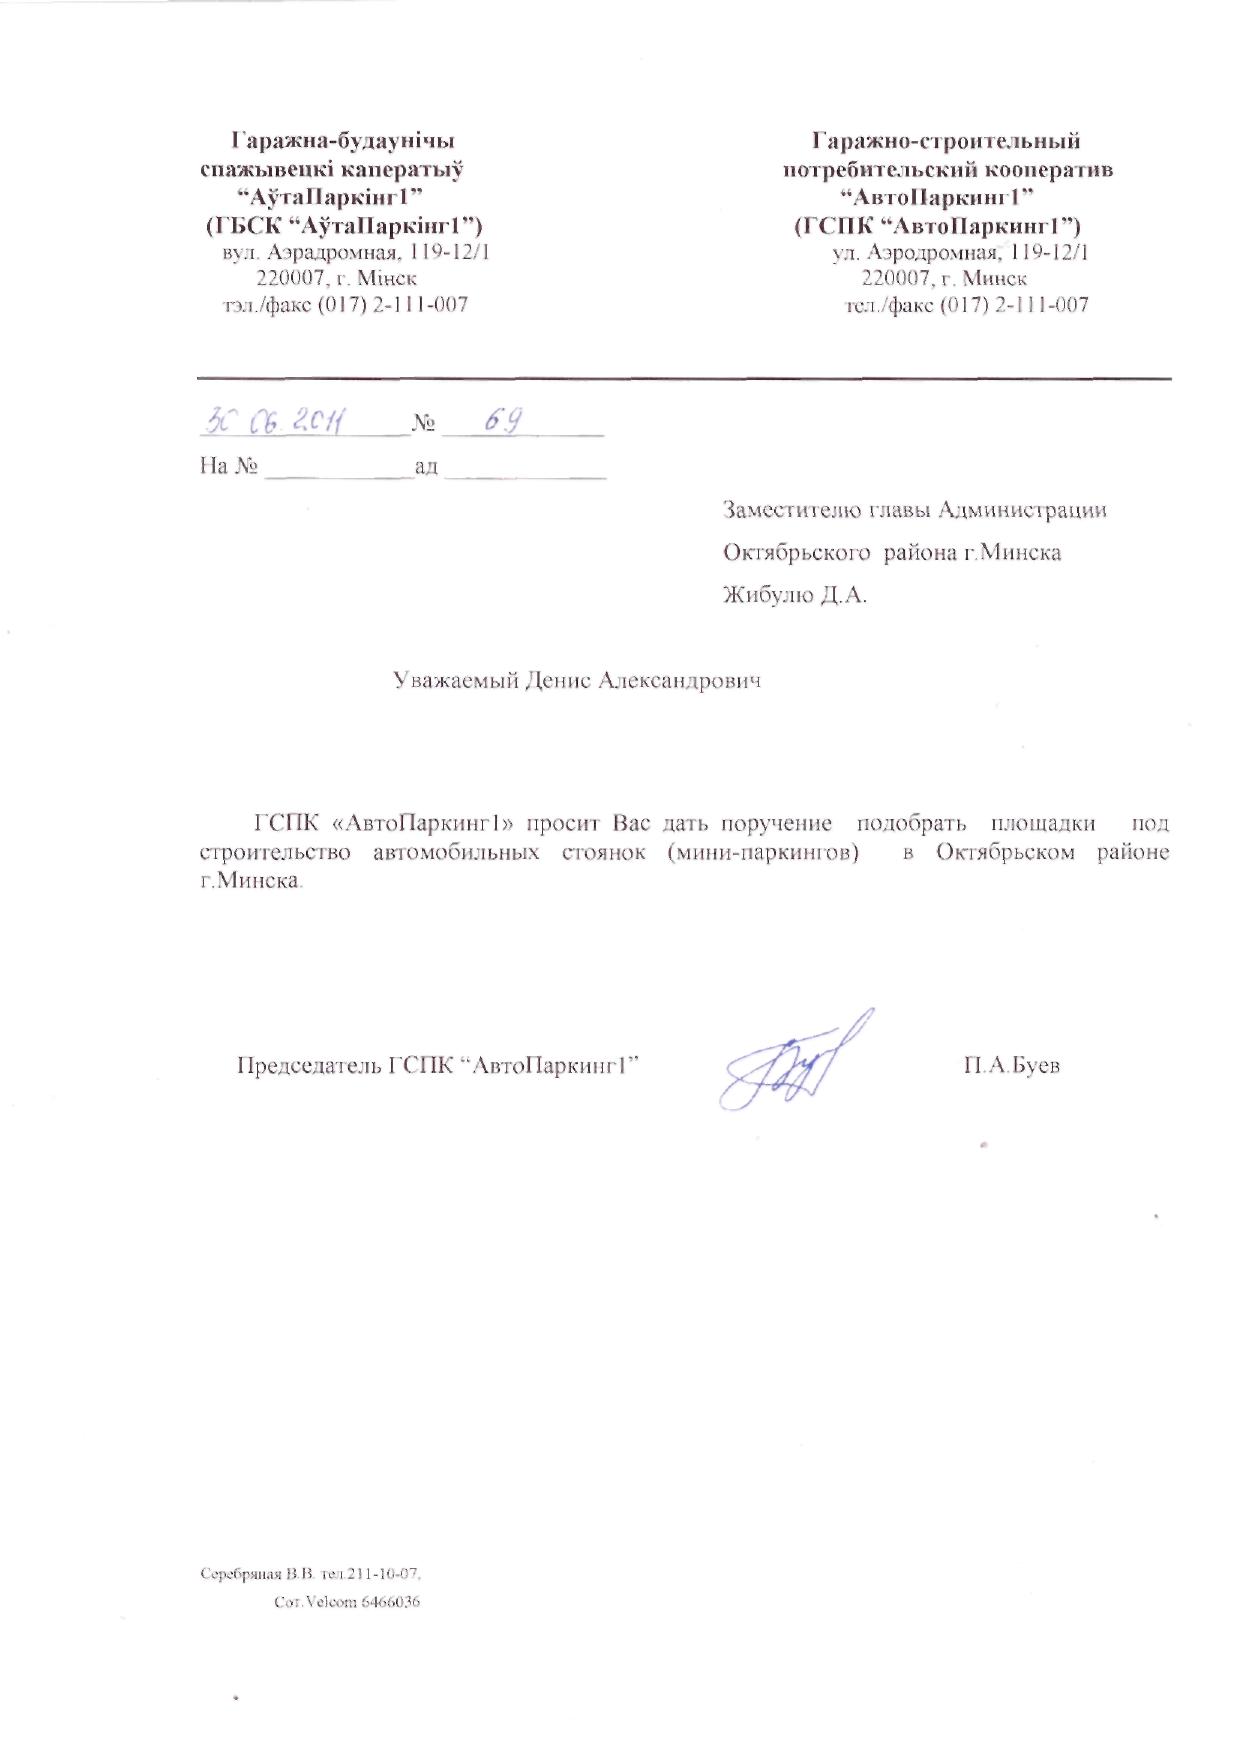 Гаражна-будаунічы
спажывецкі каператыў
“АўтаПаркінг1”
(ГБСК “АўтаПаркінг1”)
вул. Аэрадромная, 119-12/1
220007, г. Мінск
тэл./факс (017) 2-111-007
Гаражно-строительный
потребительский кооператив
“АвтоПаркинг1”
(ГСПК “АвтоПаркинг1”)
ул. Аэродромная, 119-12/1
220007, г. Минск
тел./факс (017) 2-111-007
30 06.2011 № 69
На № ____________ад _____________
Заместителю главы Администрации
Октябрьского района г.Минска
Жибулю Д.А.
Уважаемый Денис Александрович
ГСПК «АвтоПаркинг1» просит Вас дать поручение подобрать площадки под
строительство автомобильных стоянок (мини-паркингов) в Октябрьском районе
г.Минска.
Председатель ГСПК “АвтоПаркинг1” П.А.Буев
Серебряная В.В. тел.211-10-07,
Сот.Velcom 6466036